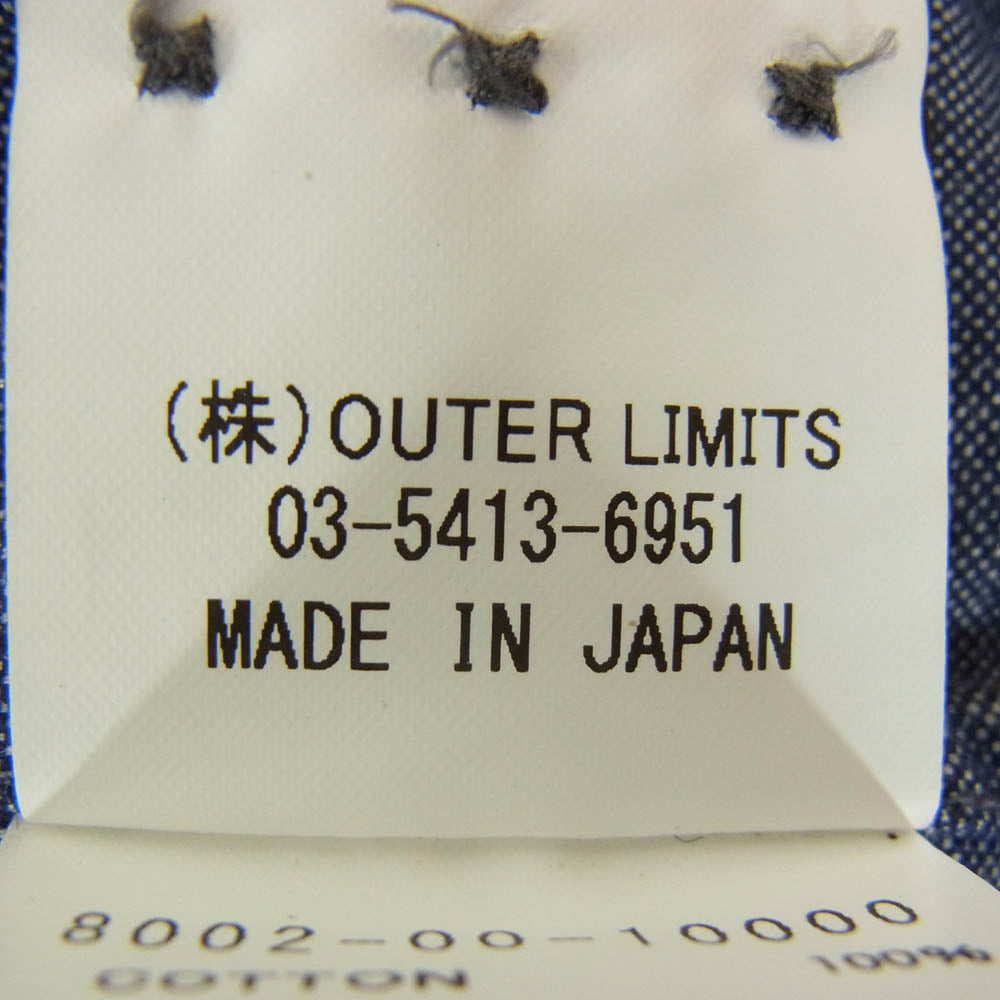 (株)OUTER LIMITS
03-5413-6951
MADE IN JAPAN
8002-00-10000
COTTON 100%